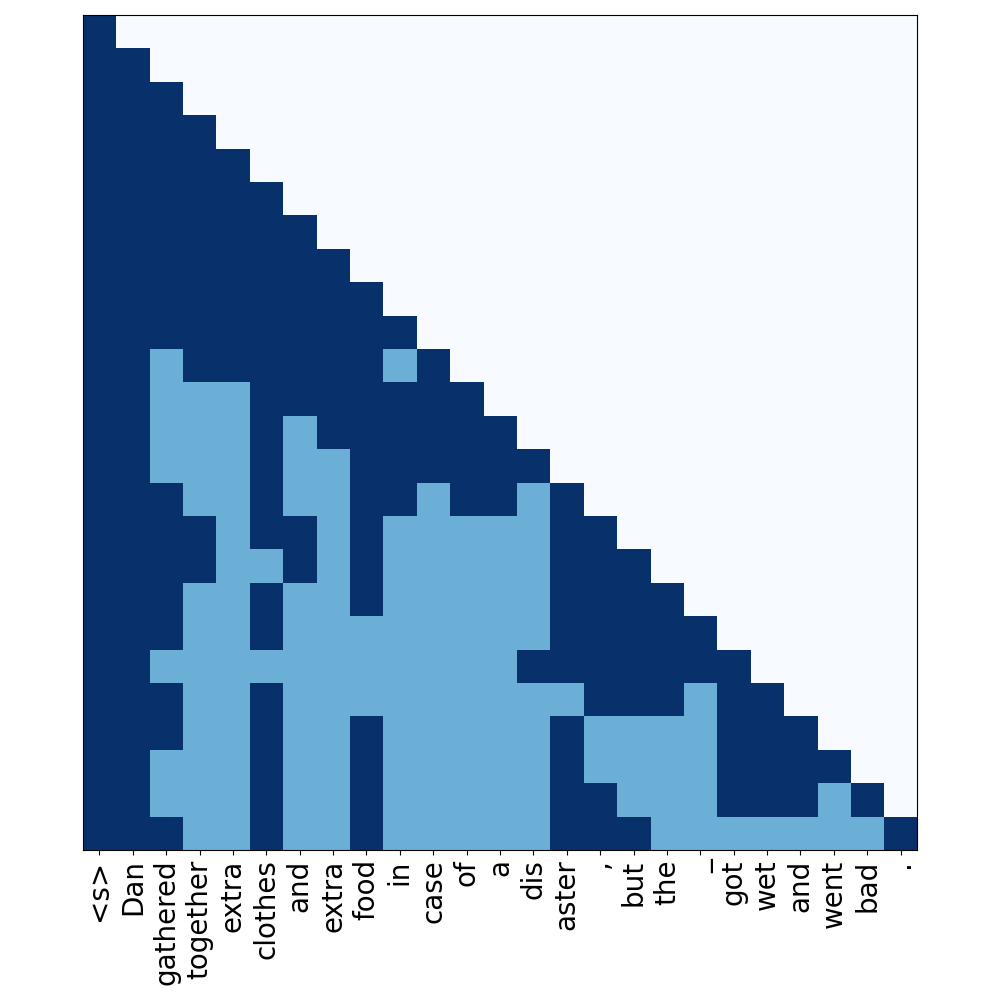 <s>
Dan
gathered
together
extra
clothes
and
extra
food
in
case
of
a
dis
aster
,
but
the
_
got
wet
and
went
bad
.